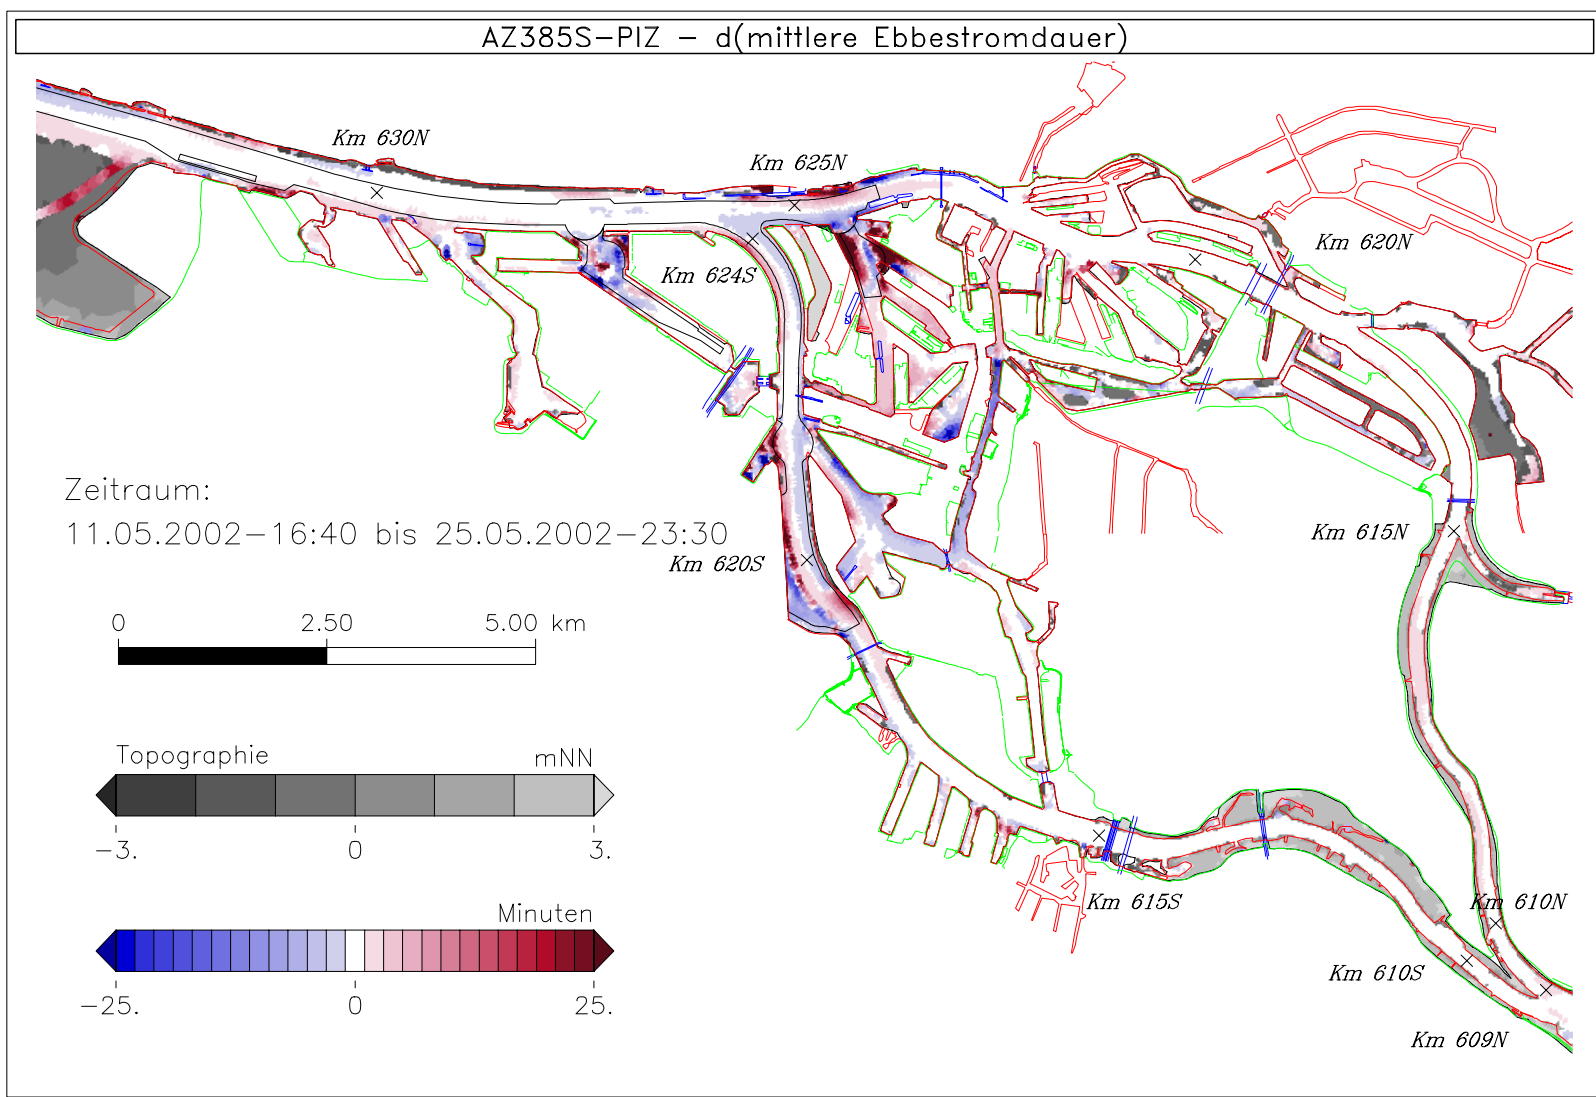 AZ385S-PIZ - d(mittlere Ebbestromdauer)
Km 630N
Km 625N
Km 620N
Km 624S
Zeitraum:
11.05.2002-16:40 bis 25.05.2002-23:30
Km 615N
Km 620S
0 2.50 5.00 km
Topographie mNN
-3. 0 3.
Km 615S
Km 610N
Minuten
Km 610S
-25. 0 25.
Km 609N